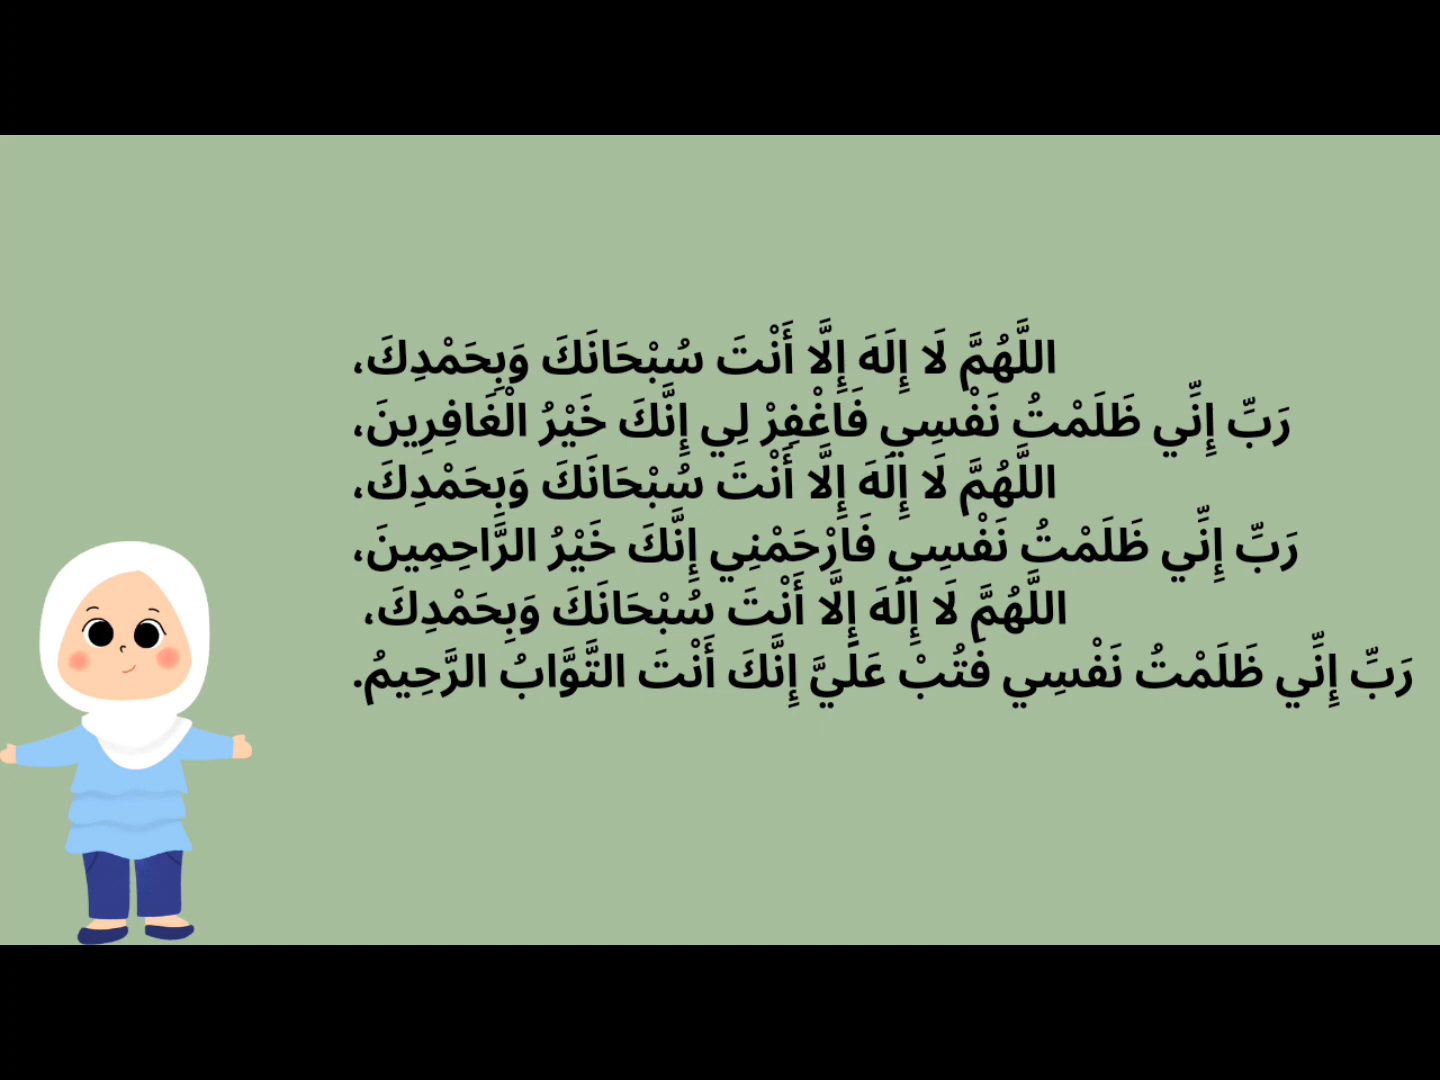 اللَّهُمَّ لَا إِلَهَ إِلَّا أَنْتَ سُبْحَانَكَ وَبِحَمْدِكَ،
رَبِّ إِنِّي ظَلَمْتُ نَفْسِي فَاغْفِرْ لِي إِنَّكَ خَيْرُ الْغَافِرِينَ،
اللَّهُمَّ لَا إِلَهَ إِلَّا أَنْتَ سُبْحَانَكَ وَبِحَمْدِكَ،
رَبِّ إِنِّي ظَلَمْتُ نَفْسِي فَارْحَمْنِي إِنَّكَ خَيْرُ الرَّاحِمِينَ،
اللَّهُمَّ لَا إِلَهَ إِلَّا أَنْتَ سُبْحَانَكَ وَبِحَمْدِكَ،
رَبِّ إِنِّي ظَلَمْتُ نَفْسِي فَتُبْ عَلَيَّ إِنَّكَ أَنْتَ التَّوَّابُ الرَّحِيمُ.